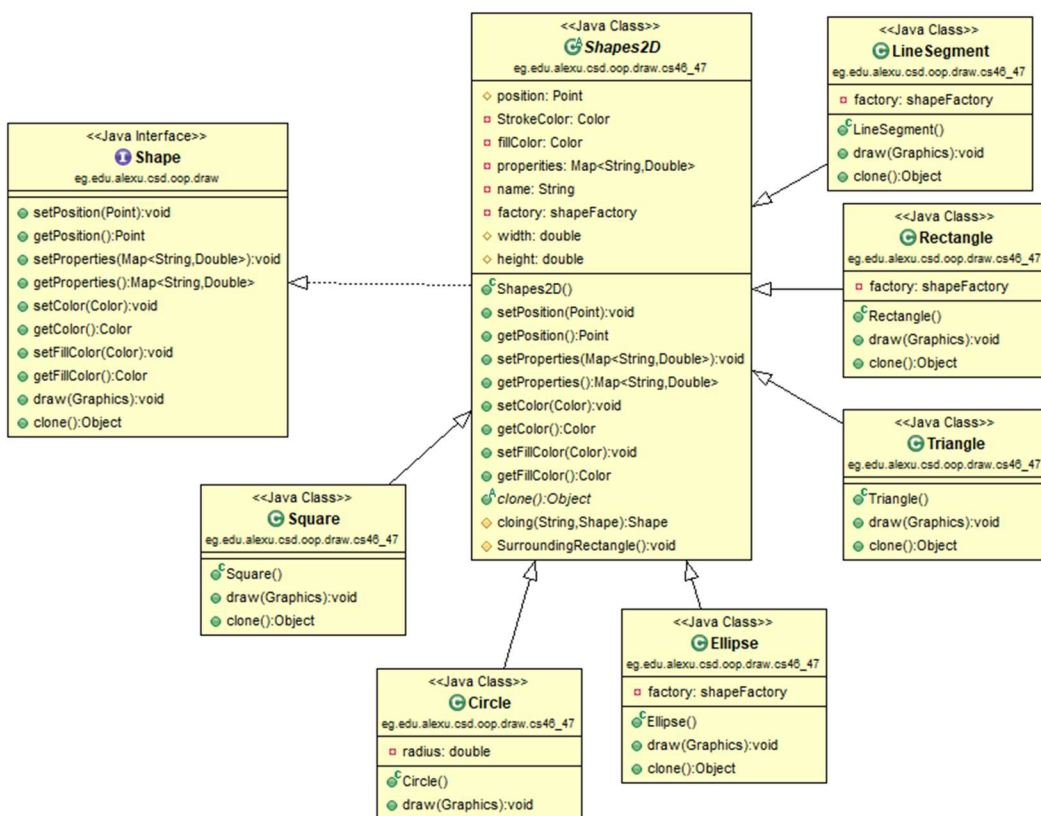 <<Java Interface>>
Shape
eg.edu.alexu.csd.oop.draw
setPosition(Point):void
getPosition():Point
setProperties(Map<String,Double>):void
getProperties():Map<String,Double>
setColor(Color):void
getColor():Color
setFillColor(Color):void
getFillColor():Color
draw(Graphics):void
clone():Object
<<Java Class>>
Shapes2D
eg.edu.alexu.csd.oop.draw.cs46_47
position: Point
StrokeColor: Color
fillColor: Color
properities: Map<String,Double>
name: String
factory: shapeFactory
width: double
height: double
Shapes2D()
setPosition(Point):void
getPosition():Point
setProperties(Map<String,Double>):void
getProperties():Map<String,Double>
setColor(Color):void
getColor():Color
setFillColor(Color):void
getFillColor():Color
clone():Object
cloing(String,Shape):Shape
SurroundingRectangle():void
<<Java Class>>
LineSegment
eg.edu.alexu.csd.oop.draw.cs46_47
factory: shapeFactory
LineSegment()
draw(Graphics):void
clone():Object
<<Java Class>>
Rectangle
eg.edu.alexu.csd.oop.draw.cs46_47
factory: shapeFactory
Rectangle()
draw(Graphics):void
clone():Object
<<Java Class>>
Triangle
eg.edu.alexu.csd.oop.draw.cs46_47
Triangle()
draw(Graphics):void
clone():Object
<<Java Class>>
Square
eg.edu.alexu.csd.oop.draw.cs46_47
Square()
draw(Graphics):void
clone():Object
<<Java Class>>
Circle
eg.edu.alexu.csd.oop.draw.cs46_47
radius: double
Circle()
draw(Graphics):void
<<Java Class>>
Ellipse
eg.edu.alexu.csd.oop.draw.cs46_47
factory: shapeFactory
Ellipse()
draw(Graphics):void
clone():Object